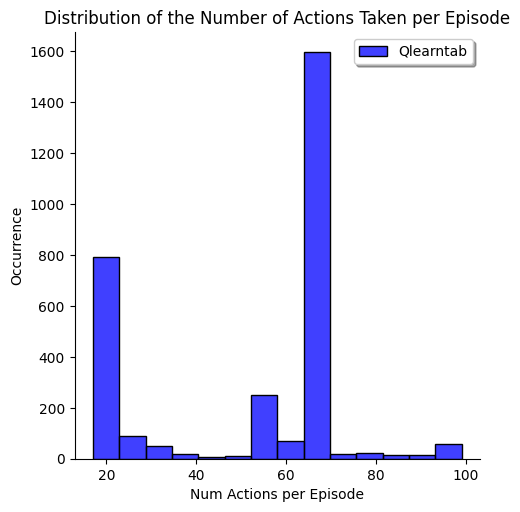 Distribution of the Number of Actions Taken per Episode
Qlearntab
1600
1400
1200
1000
800
600
400
200
0
Occurrence
20 40 60 80 100
Num Actions per Episode